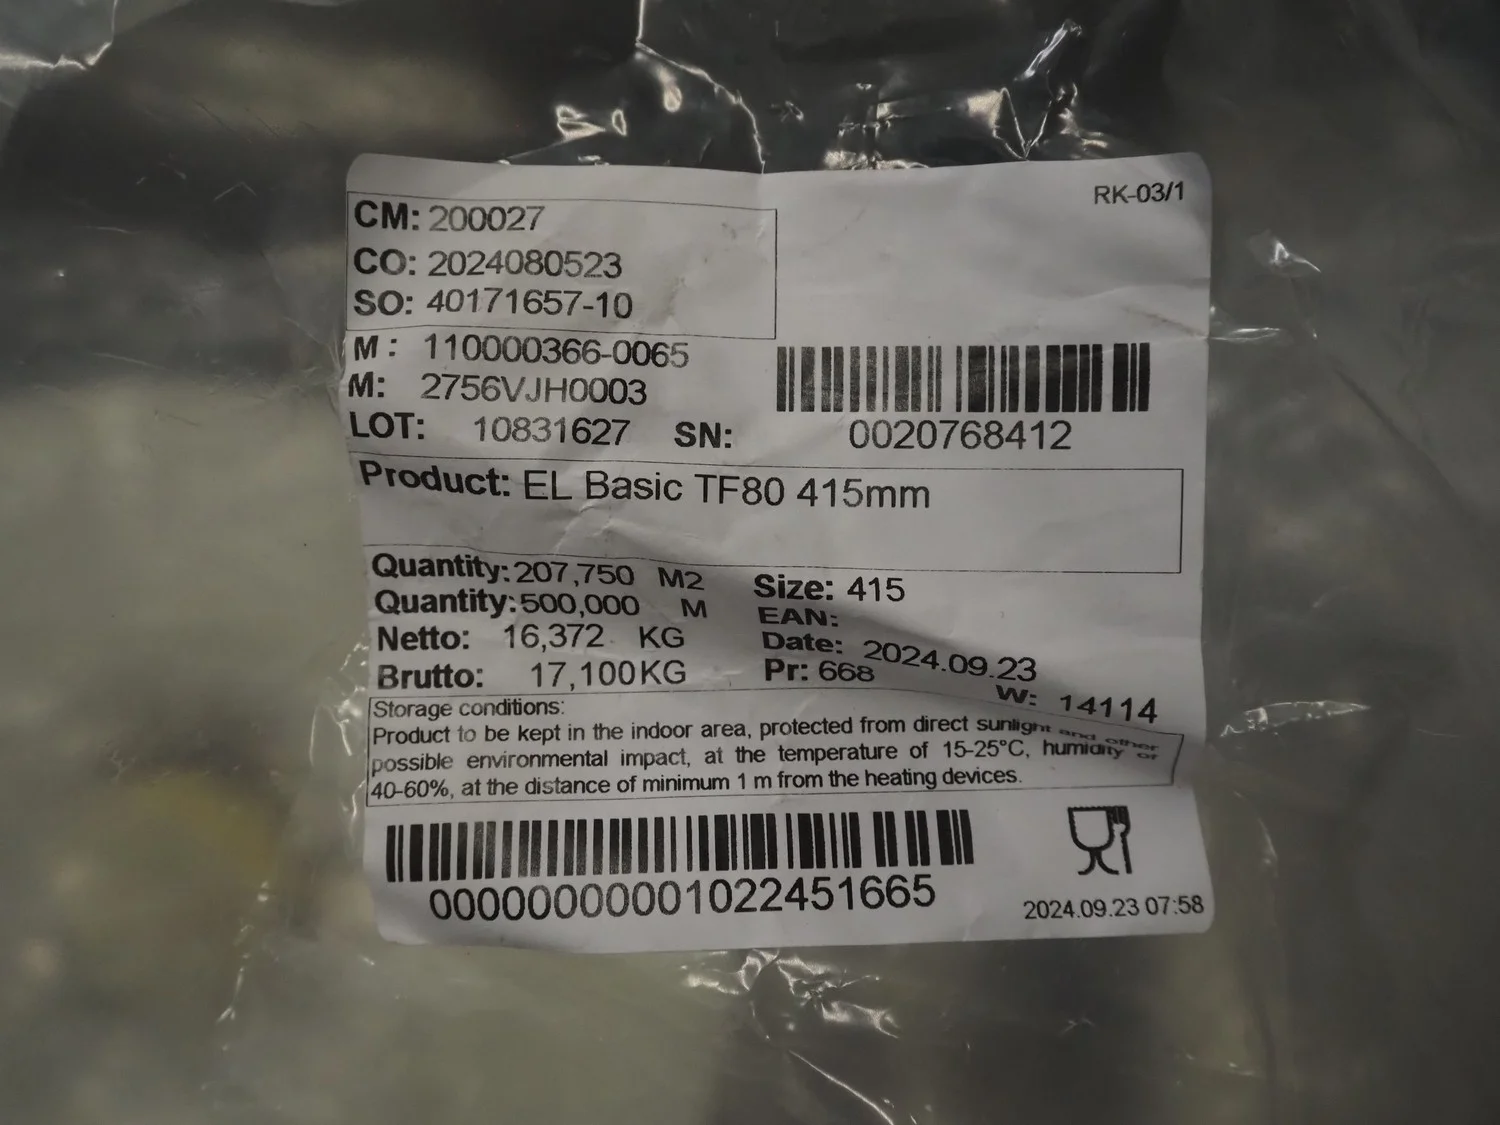 RK-03/1
CM: 200027
CO: 2024080523
SO: 40171657-10
M : 110000366-0065
M: 2756VJH0003
LOT: 10831627 SN: 0020768412
Product: EL Basic TF80 415mm
Quantity: 207,750 M2 Size: 415
Quantity: 500,000 M EAN:
Netto: 16,372 KG Date: 2024.09.23
Brutto: 17,100 KG Pr: 668 W: 14114
Storage conditions:
Product to be kept in the indoor area, protected from direct sunlight and other
possible environmental impact, at the temperature of 15-25°C, humidity of
40-60%, at the distance of minimum 1 m from the heating devices.
00000000001022451665
2024.09.23 07:58